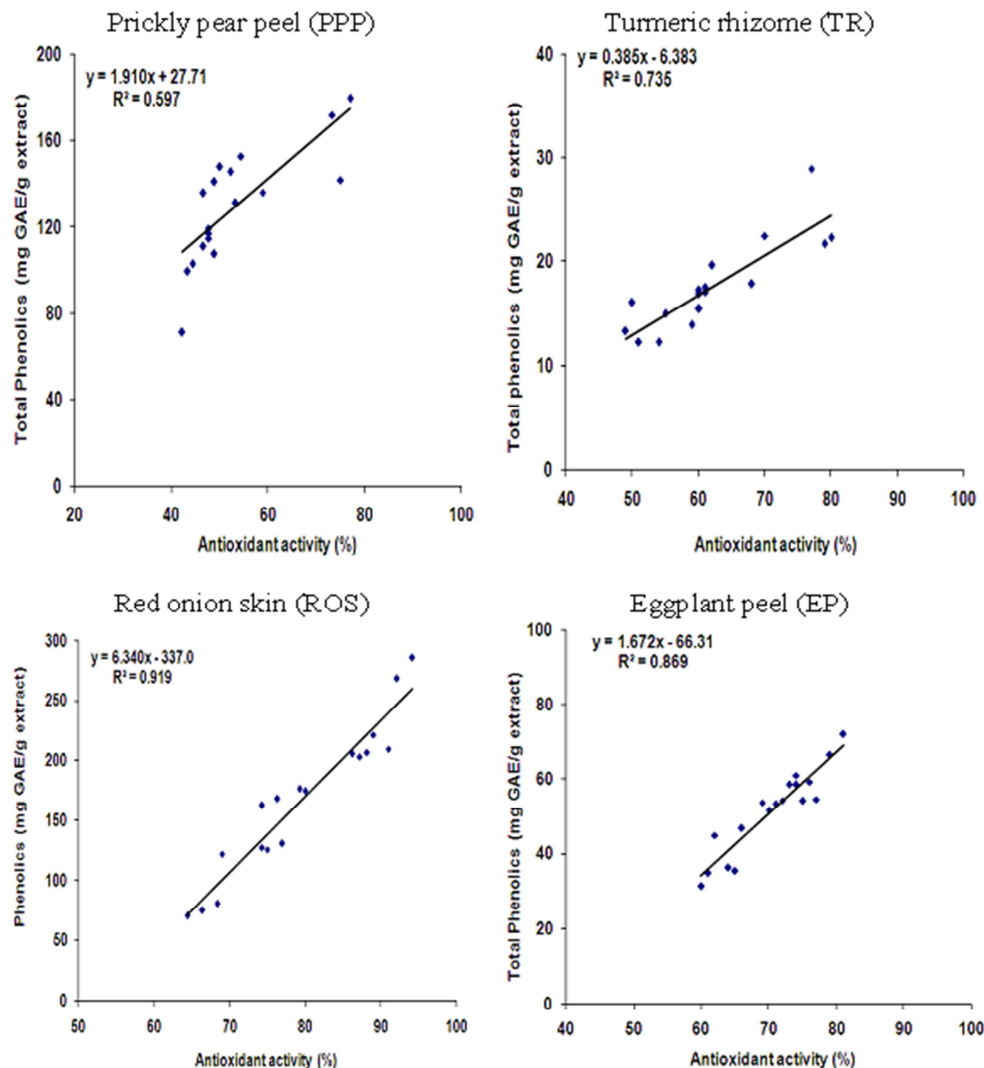 Prickly pear peel (PPP)
y = 1.910x + 27.71
R² = 0.597
Total Phenolics (mg GAE/g extract)
200
160
120
80
40
0
20
40
60
80
100
Antioxidant activity (%)
Turmeric rhizome (TR)
y = 0.385x - 6.383
R² = 0.735
Total phenolics (mg GAE/g extract)
40
30
20
10
0
40
50
60
70
80
90
100
Antioxidant activity (%)
Red onion skin (ROS)
y = 6.340x - 337.0
R² = 0.919
Phenolics (mg GAE/g extract)
300
250
200
150
100
50
0
50
60
70
80
90
100
Antioxidant activity (%)
Eggplant peel (EP)
y = 1.672x - 66.31
R² = 0.869
Total Phenolics (mg GAE/g extract)
100
80
60
40
20
0
40
50
60
70
80
90
100
Antioxidant activity (%)